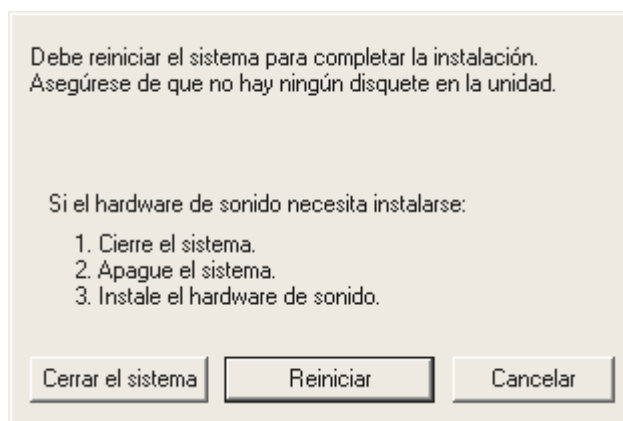 Debe reiniciar el sistema para completar la instalación.
Asegúrese de que no hay ningún disquete en la unidad.
Si el hardware de sonido necesita instalarse:
1. Cierre el sistema.
2. Apague el sistema.
3. Instale el hardware de sonido.
Cerrar el sistema Reiniciar Cancelar